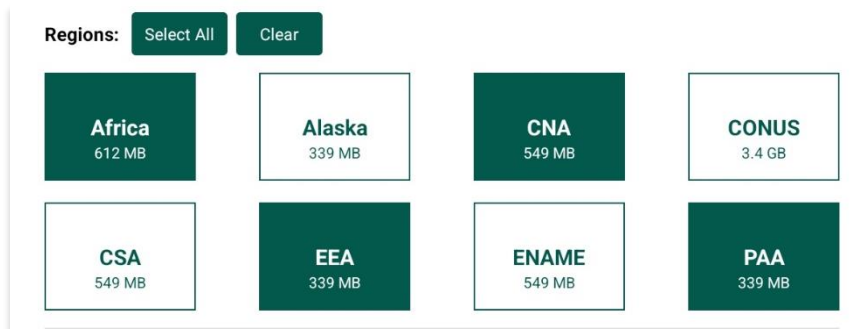 Regions: Select All Clear
Africa Alaska CNA CONUS
612 MB 339 MB 549 MB 3.4 GB
CSA EEA ENAME PAA
549 MB 339 MB 549 MB 339 MB